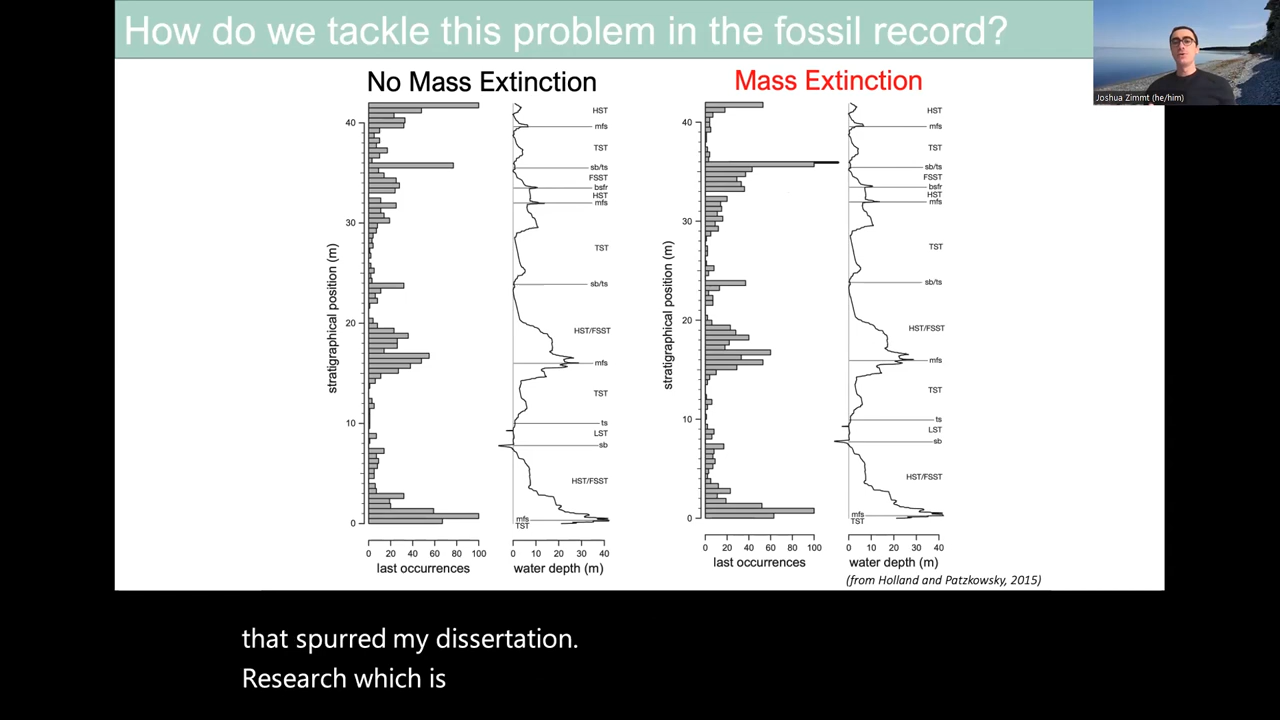 How do we tackle this problem in the fossil record?
Joshua Zimmt (he/him)
No Mass Extinction
stratigraphical position (m)
40
30
20
10
0
0 20 40 60 80 100
last occurrences
HST
mfs
TST
sb/ts
FSST
bsfr
HST
mfs
TST
sb/ts
HST/FSST
mfs
TST
ts
LST
sb
HST/FSST
mfs
TST
0 10 20 30 40
water depth (m)
Mass Extinction
stratigraphical position (m)
40
30
20
10
0
0 20 40 60 80 100
last occurrences
HST
mfs
TST
sb/ts
FSST
bsfr
HST
mfs
TST
sb/ts
HST/FSST
mfs
TST
ts
LST
sb
HST/FSST
mfs
TST
0 10 20 30 40
water depth (m)
(from Holland and Patzkowsky, 2015)
that spurred my dissertation.
Research which is